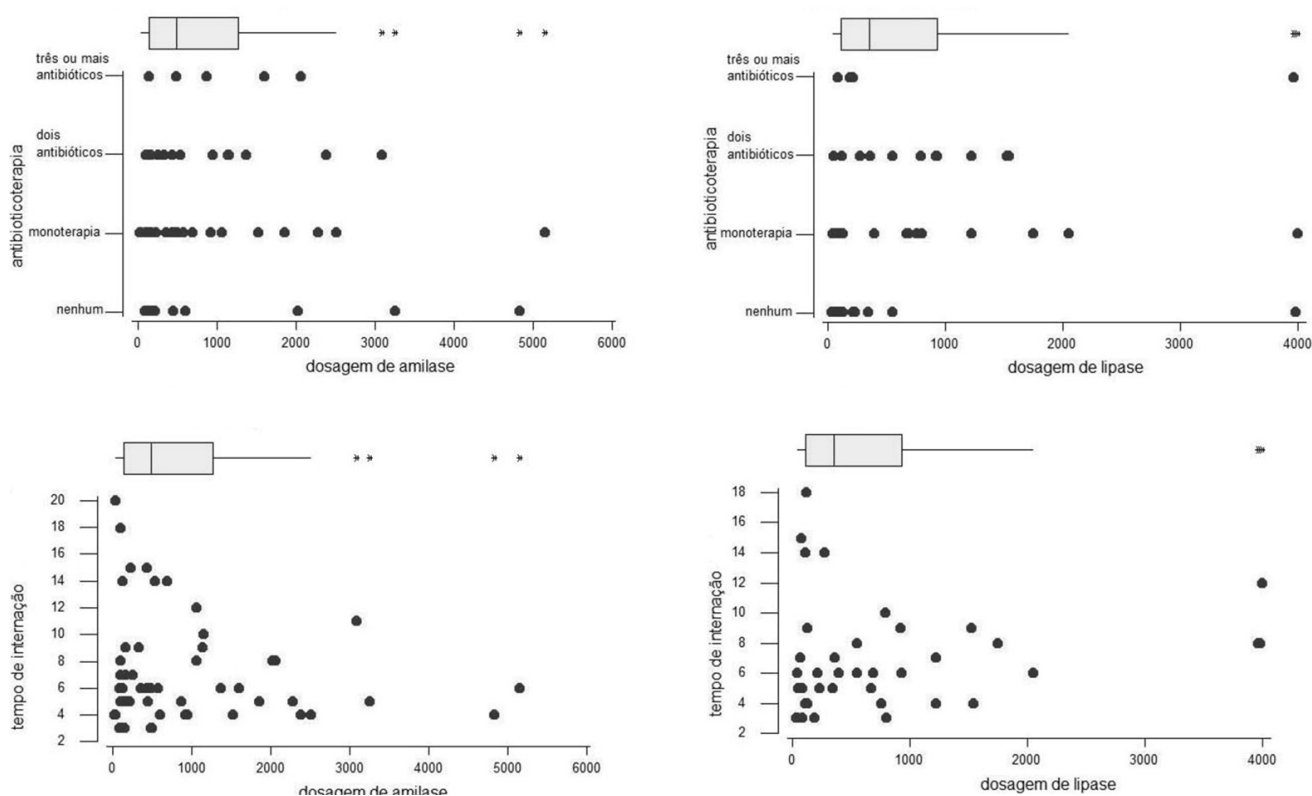 três ou mais
antibióticos
dois
antibióticos
monoterapia
nenhum
antibioticoterapia
0 1000 2000 3000 4000 5000 6000
dosagem de amilase
três ou mais
antibióticos
dois
antibióticos
monoterapia
nenhum
antibioticoterapia
0 1000 2000 3000 4000
dosagem de lipase
20
18
16
14
12
10
8
6
4
2
tempo de internação
0 1000 2000 3000 4000 5000 6000
dosagem de amilase
18
16
14
12
10
8
6
4
2
tempo de internação
0 1000 2000 3000 4000
dosagem de lipase